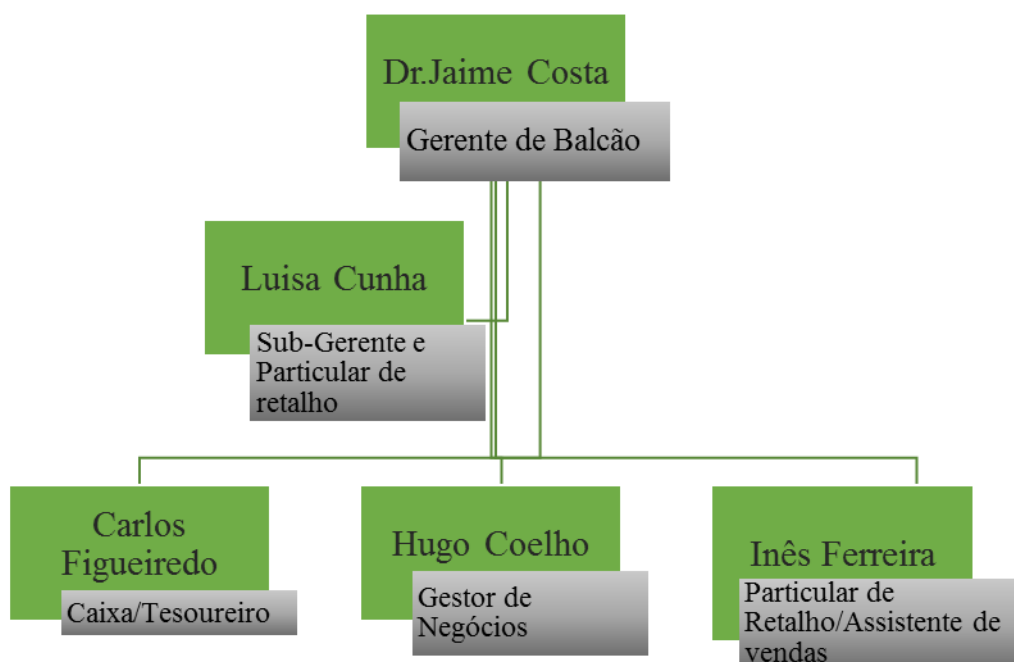 Dr.Jaime Costa
Gerente de Balcão
Luisa Cunha
Sub-Gerente e
Particular de
retalho
Carlos
Figueiredo
Caixa/Tesoureiro
Hugo Coelho
Gestor de
Negócios
Inês Ferreira
Particular de
Retalho/Assistente de
vendas